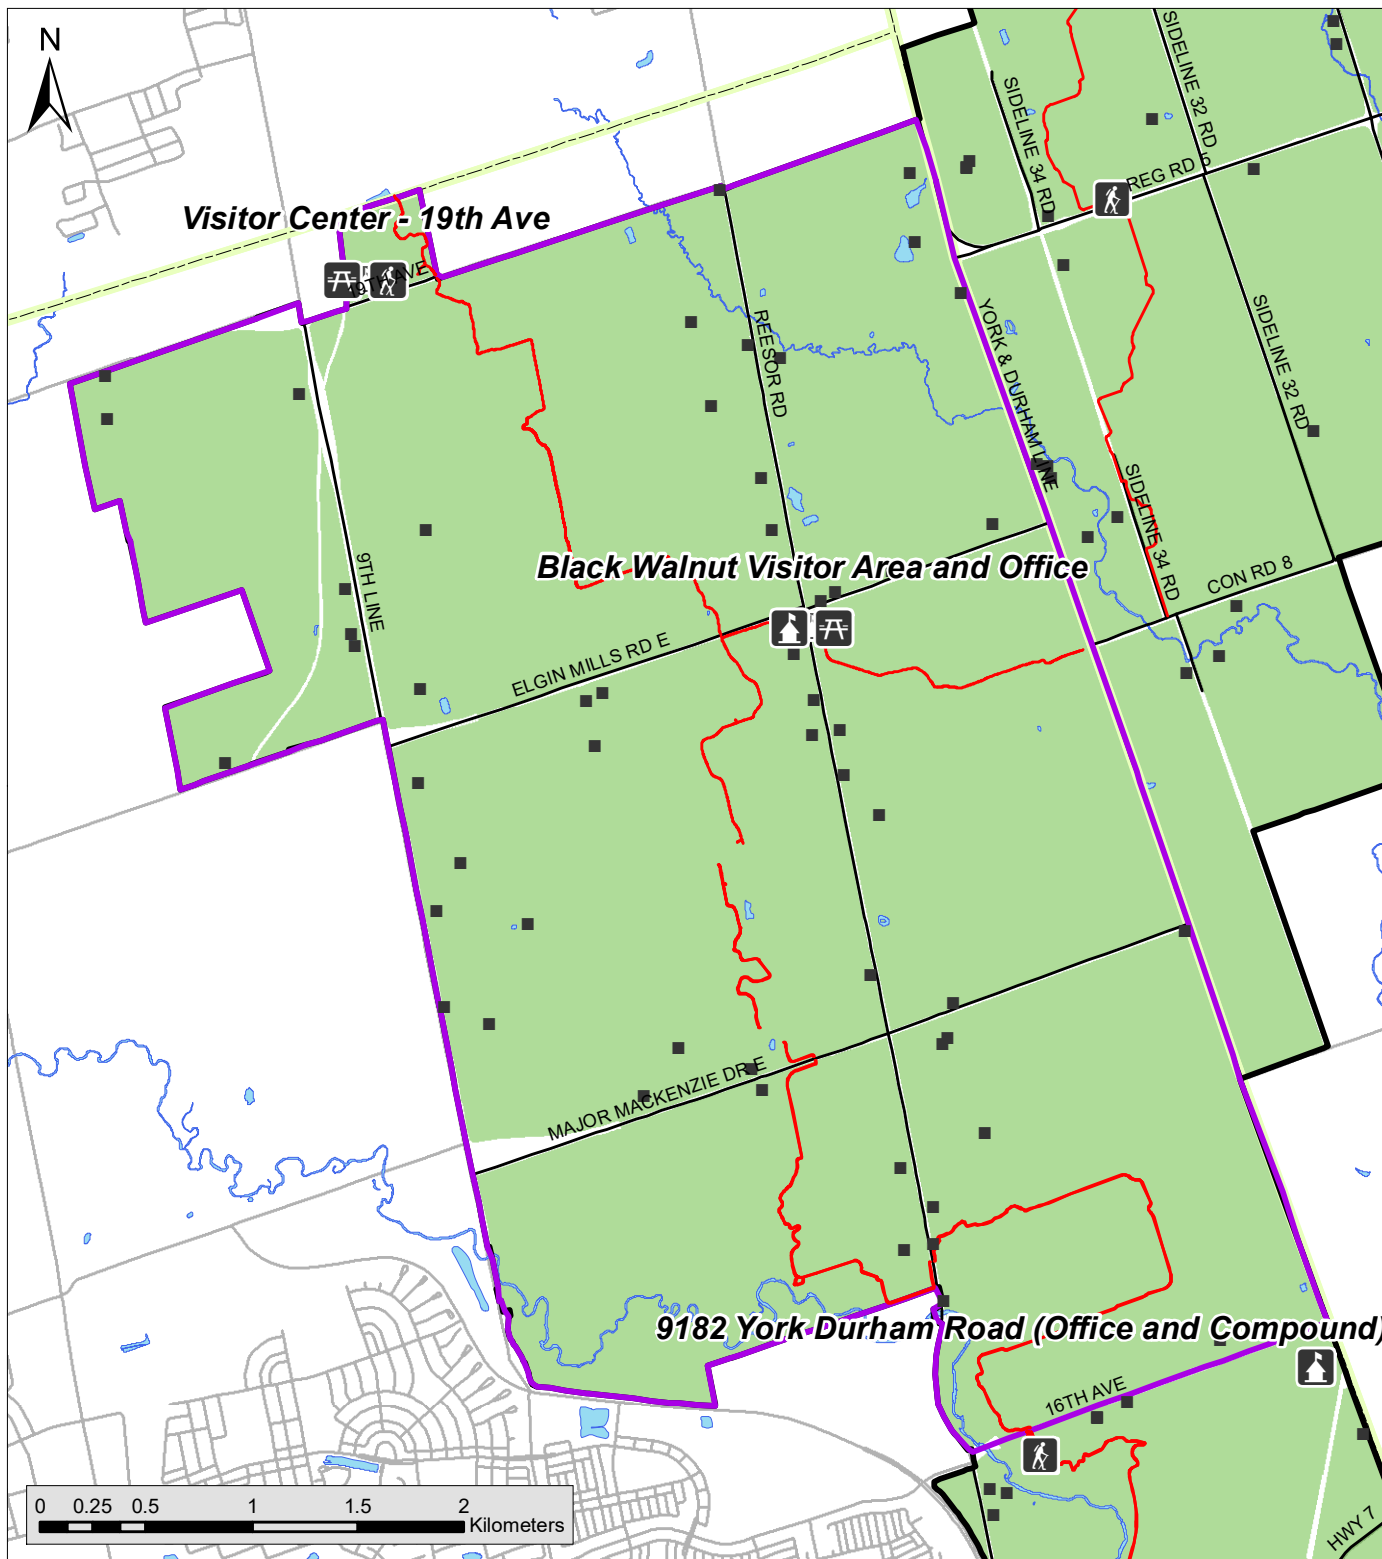 N
SIDELINE 32 RD
SIDELINE 34 RD
REG RD 5
Visitor Center - 19th Ave
19TH AVE
REESOR RD
YORK & DURHAM LINE
SIDELINE 32 RD
SIDELINE 34 RD
9TH LINE
Black Walnut Visitor Area and Office
CON RD 8
ELGIN MILLS RD E
MAJOR MACKENZIE DR E
9182 York Durham Road (Office and Compound)
16TH AVE
HWY 7
0 0.25 0.5 1 1.5 2
Kilometers